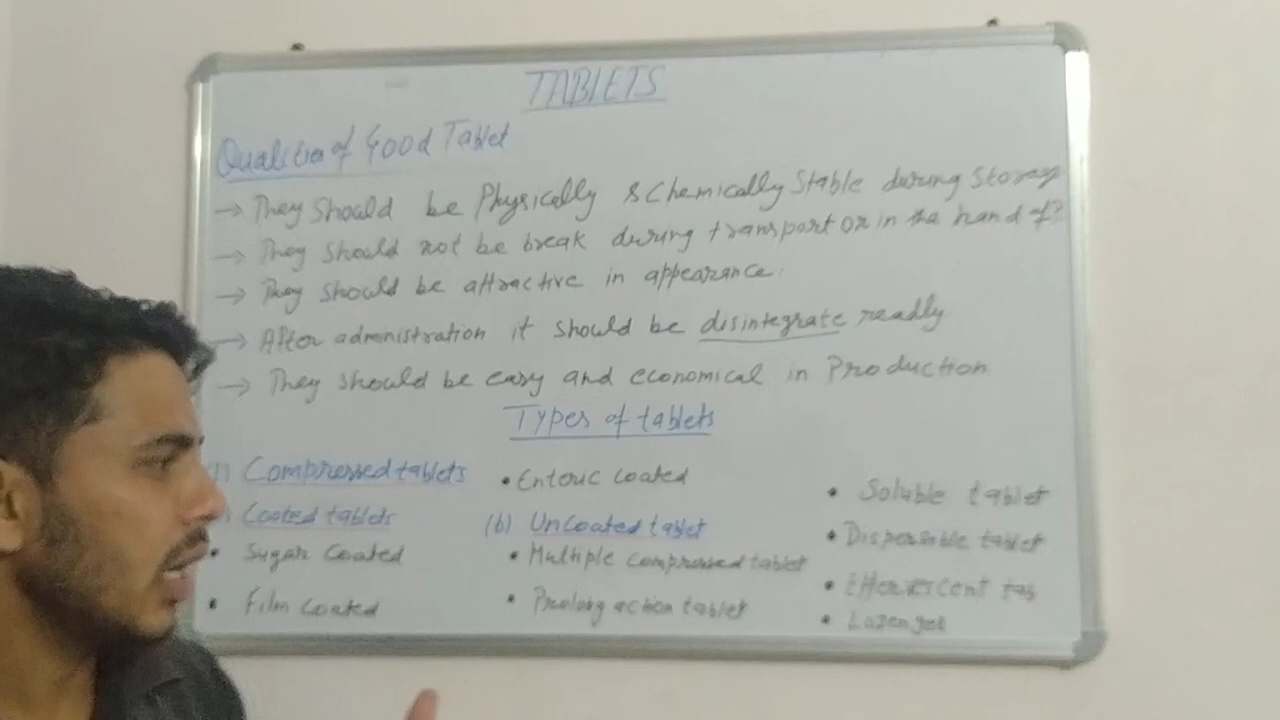 TABLETS
Qualities of Good Tablet
→ They should be Physically & Chemically Stable during storage
→ They should not be break during transport or in the hand of
→ They should be attractive in appearance.
→ After administration it should be disintegrate readly
→ They should be easy and economical in Production
Types of tablets
Compressed tablets
Coated tablets
• Sugar Coated
• Film coated
• Enteric coated
(b) Uncoated tablet
• Multiple compressed tablet
• Prolong action tablet
• Soluble tablet
• Dispersible tablet
• Effervescent tab
• Lozenges